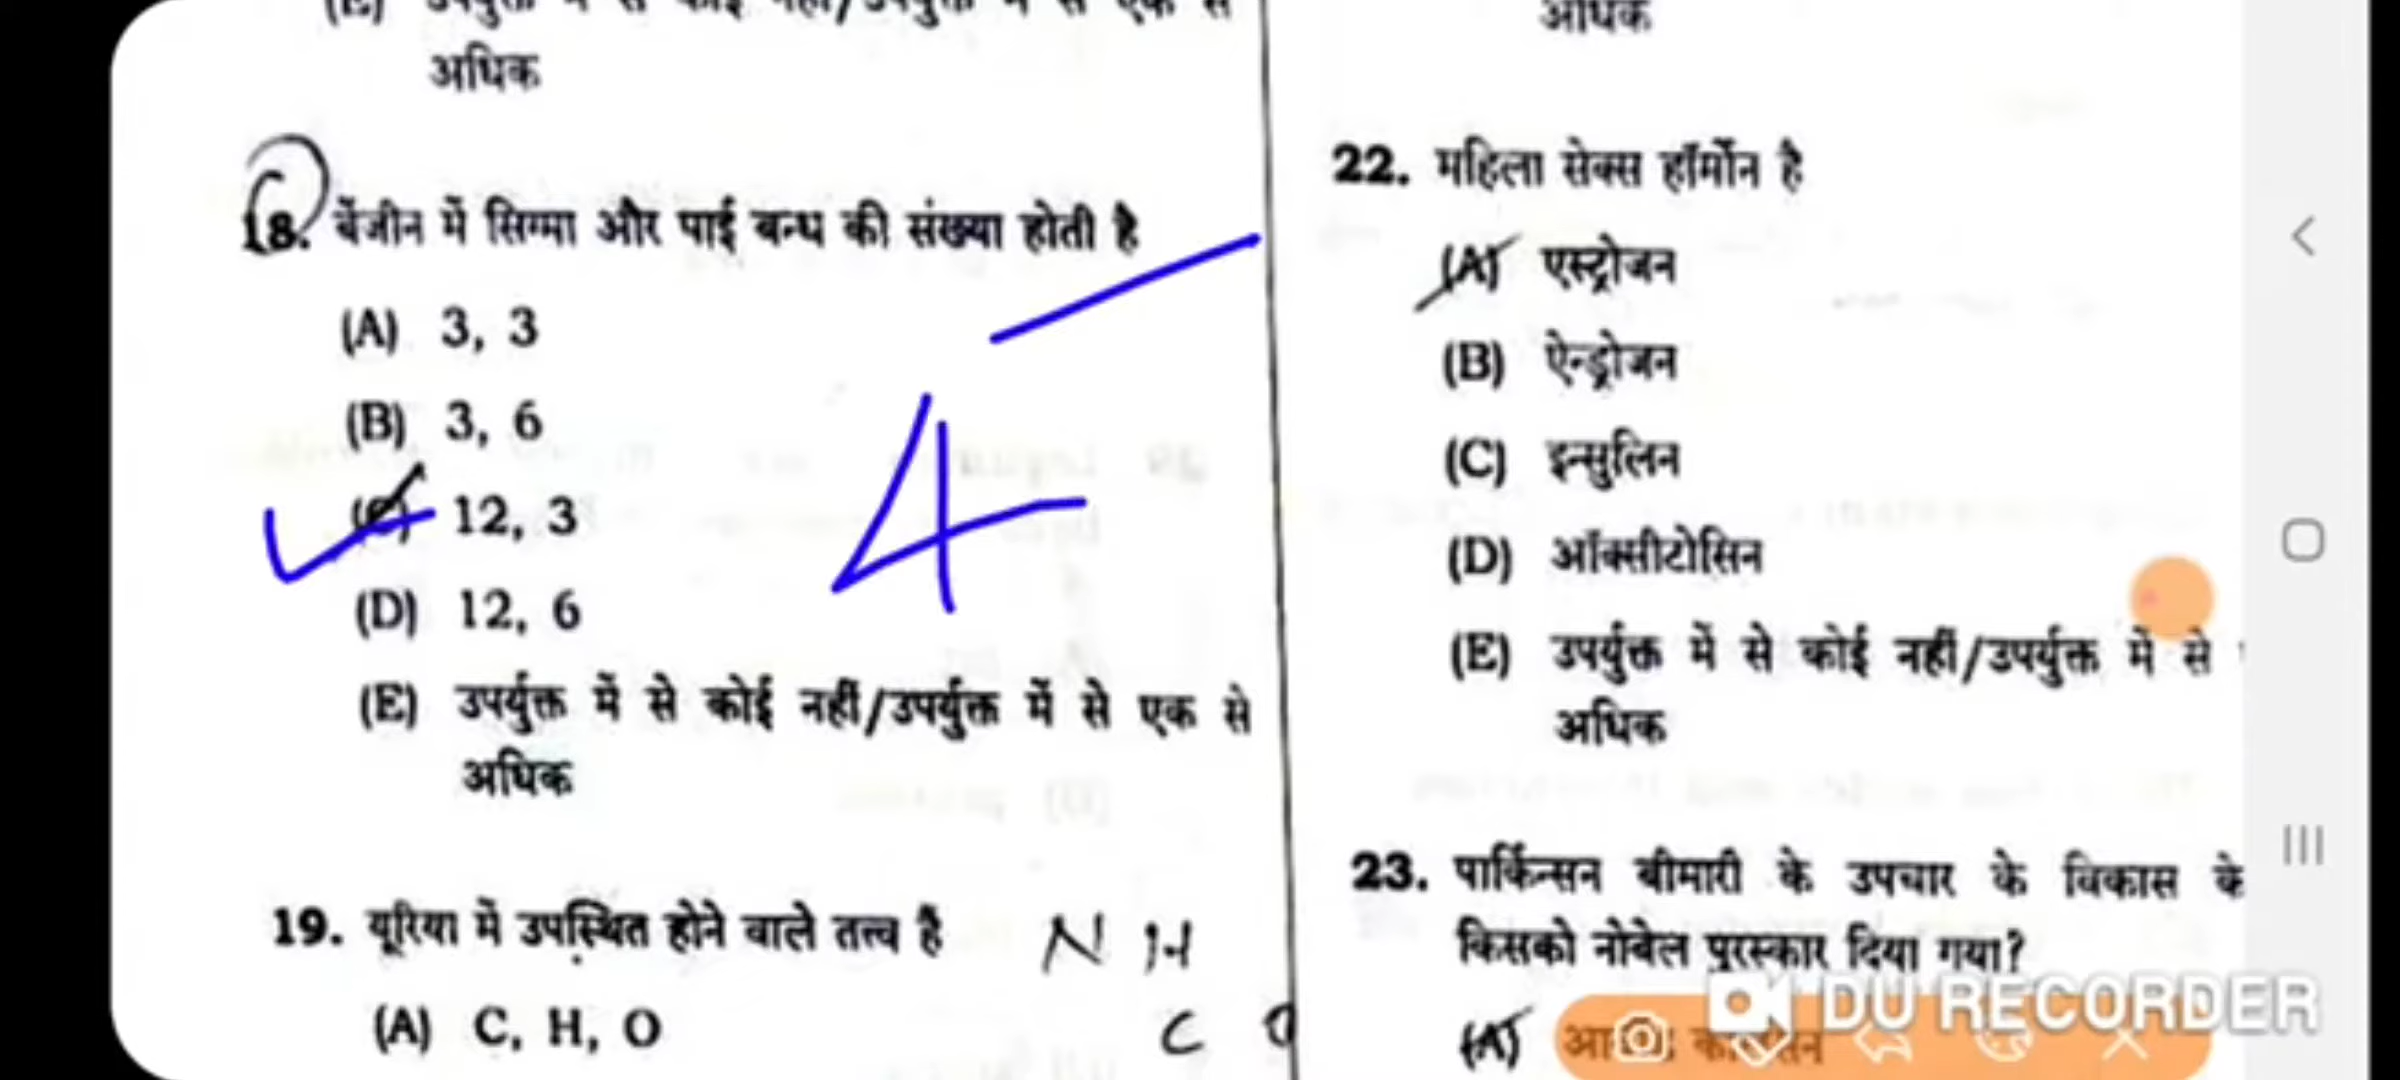 अधिक
18. बेंजीन में सिग्मा और पाई बन्ध की संख्या होती है
(A) 3, 3
(B) 3, 6
(C) 12, 3
(D) 12, 6
(E) उपर्युक्त में से कोई नहीं/उपर्युक्त में से एक से
अधिक
4
19. यूरिया में उपस्थित होने वाले तत्त्व हैं
N H
(A) C, H, O
C O
अधिक
22. महिला सेक्स हॉर्मोन है
(A) एस्ट्रोजन
(B) ऐन्ड्रोजन
(C) इन्सुलिन
(D) ऑक्सीटोसिन
(E) उपर्युक्त में से कोई नहीं/उपर्युक्त में से
अधिक
23. पार्किन्सन बीमारी के उपचार के विकास के
किसको नोबेल पुरस्कार दिया गया?
(A)
DU RECORDER